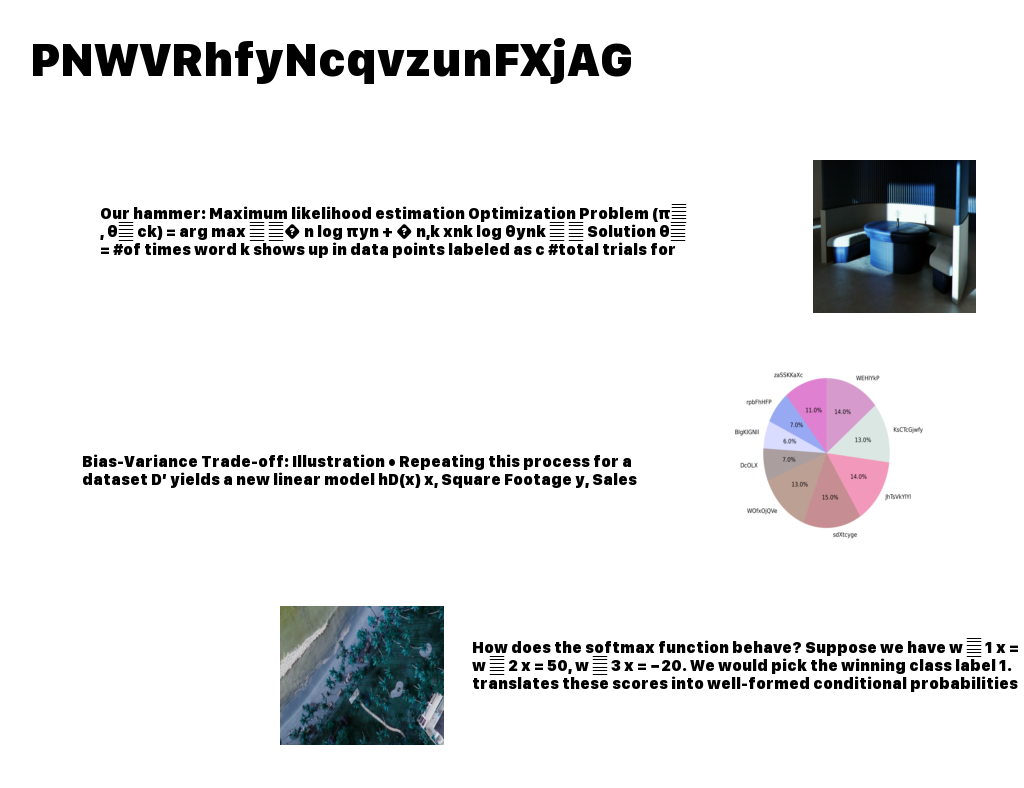 PNWVRhfyNcqvzunFXjAG
Our hammer: Maximum likelihood estimation Optimization Problem (π
, θ ck) = arg max � n log πyn + � n,k xnk log θynk Solution θ
= #of times word k shows up in data points labeled as c #total trials for
zaSSKKaXc
WEHIYkP
rpbFhHFP
11.0%
14.0%
7.0%
KsCTcGjwfy
BIgKIGNII
6.0%
13.0%
DcOLX
7.0%
14.0%
13.0%
15.0%
JhTsVkYIYI
WOfxOjQVe
sdXtcyge
Bias-Variance Trade-off: Illustration • Repeating this process for a
dataset D’ yields a new linear model hD(x) x, Square Footage y, Sales
How does the softmax function behave? Suppose we have w 1 x =
w 2 x = 50, w 3 x = −20. We would pick the winning class label 1.
translates these scores into well-formed conditional probabilities